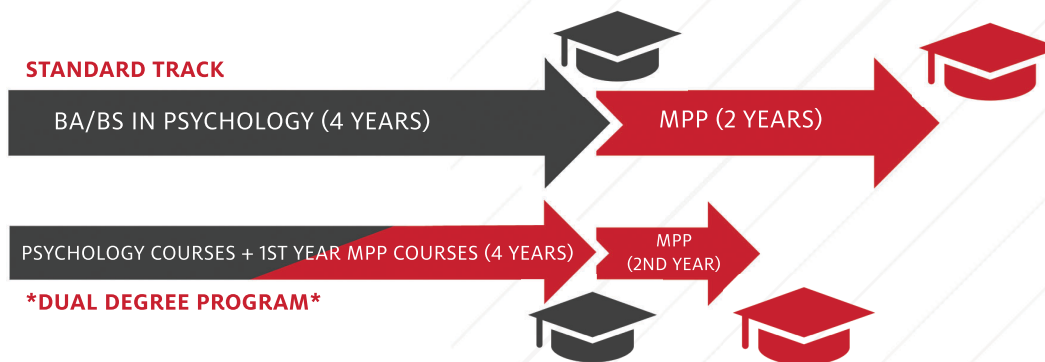 STANDARD TRACK
BA/BS IN PSYCHOLOGY (4 YEARS)
MPP (2 YEARS)
PSYCHOLOGY COURSES + 1ST YEAR MPP COURSES (4 YEARS)
MPP
(2ND YEAR)
*DUAL DEGREE PROGRAM*